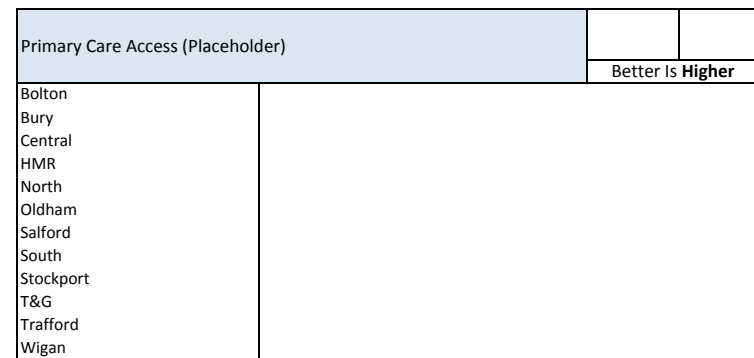 Primary Care Access (Placeholder)
Better Is Higher
Bolton
Bury
Central
HMR
North
Oldham
Salford
South
Stockport
T&G
Trafford
Wigan